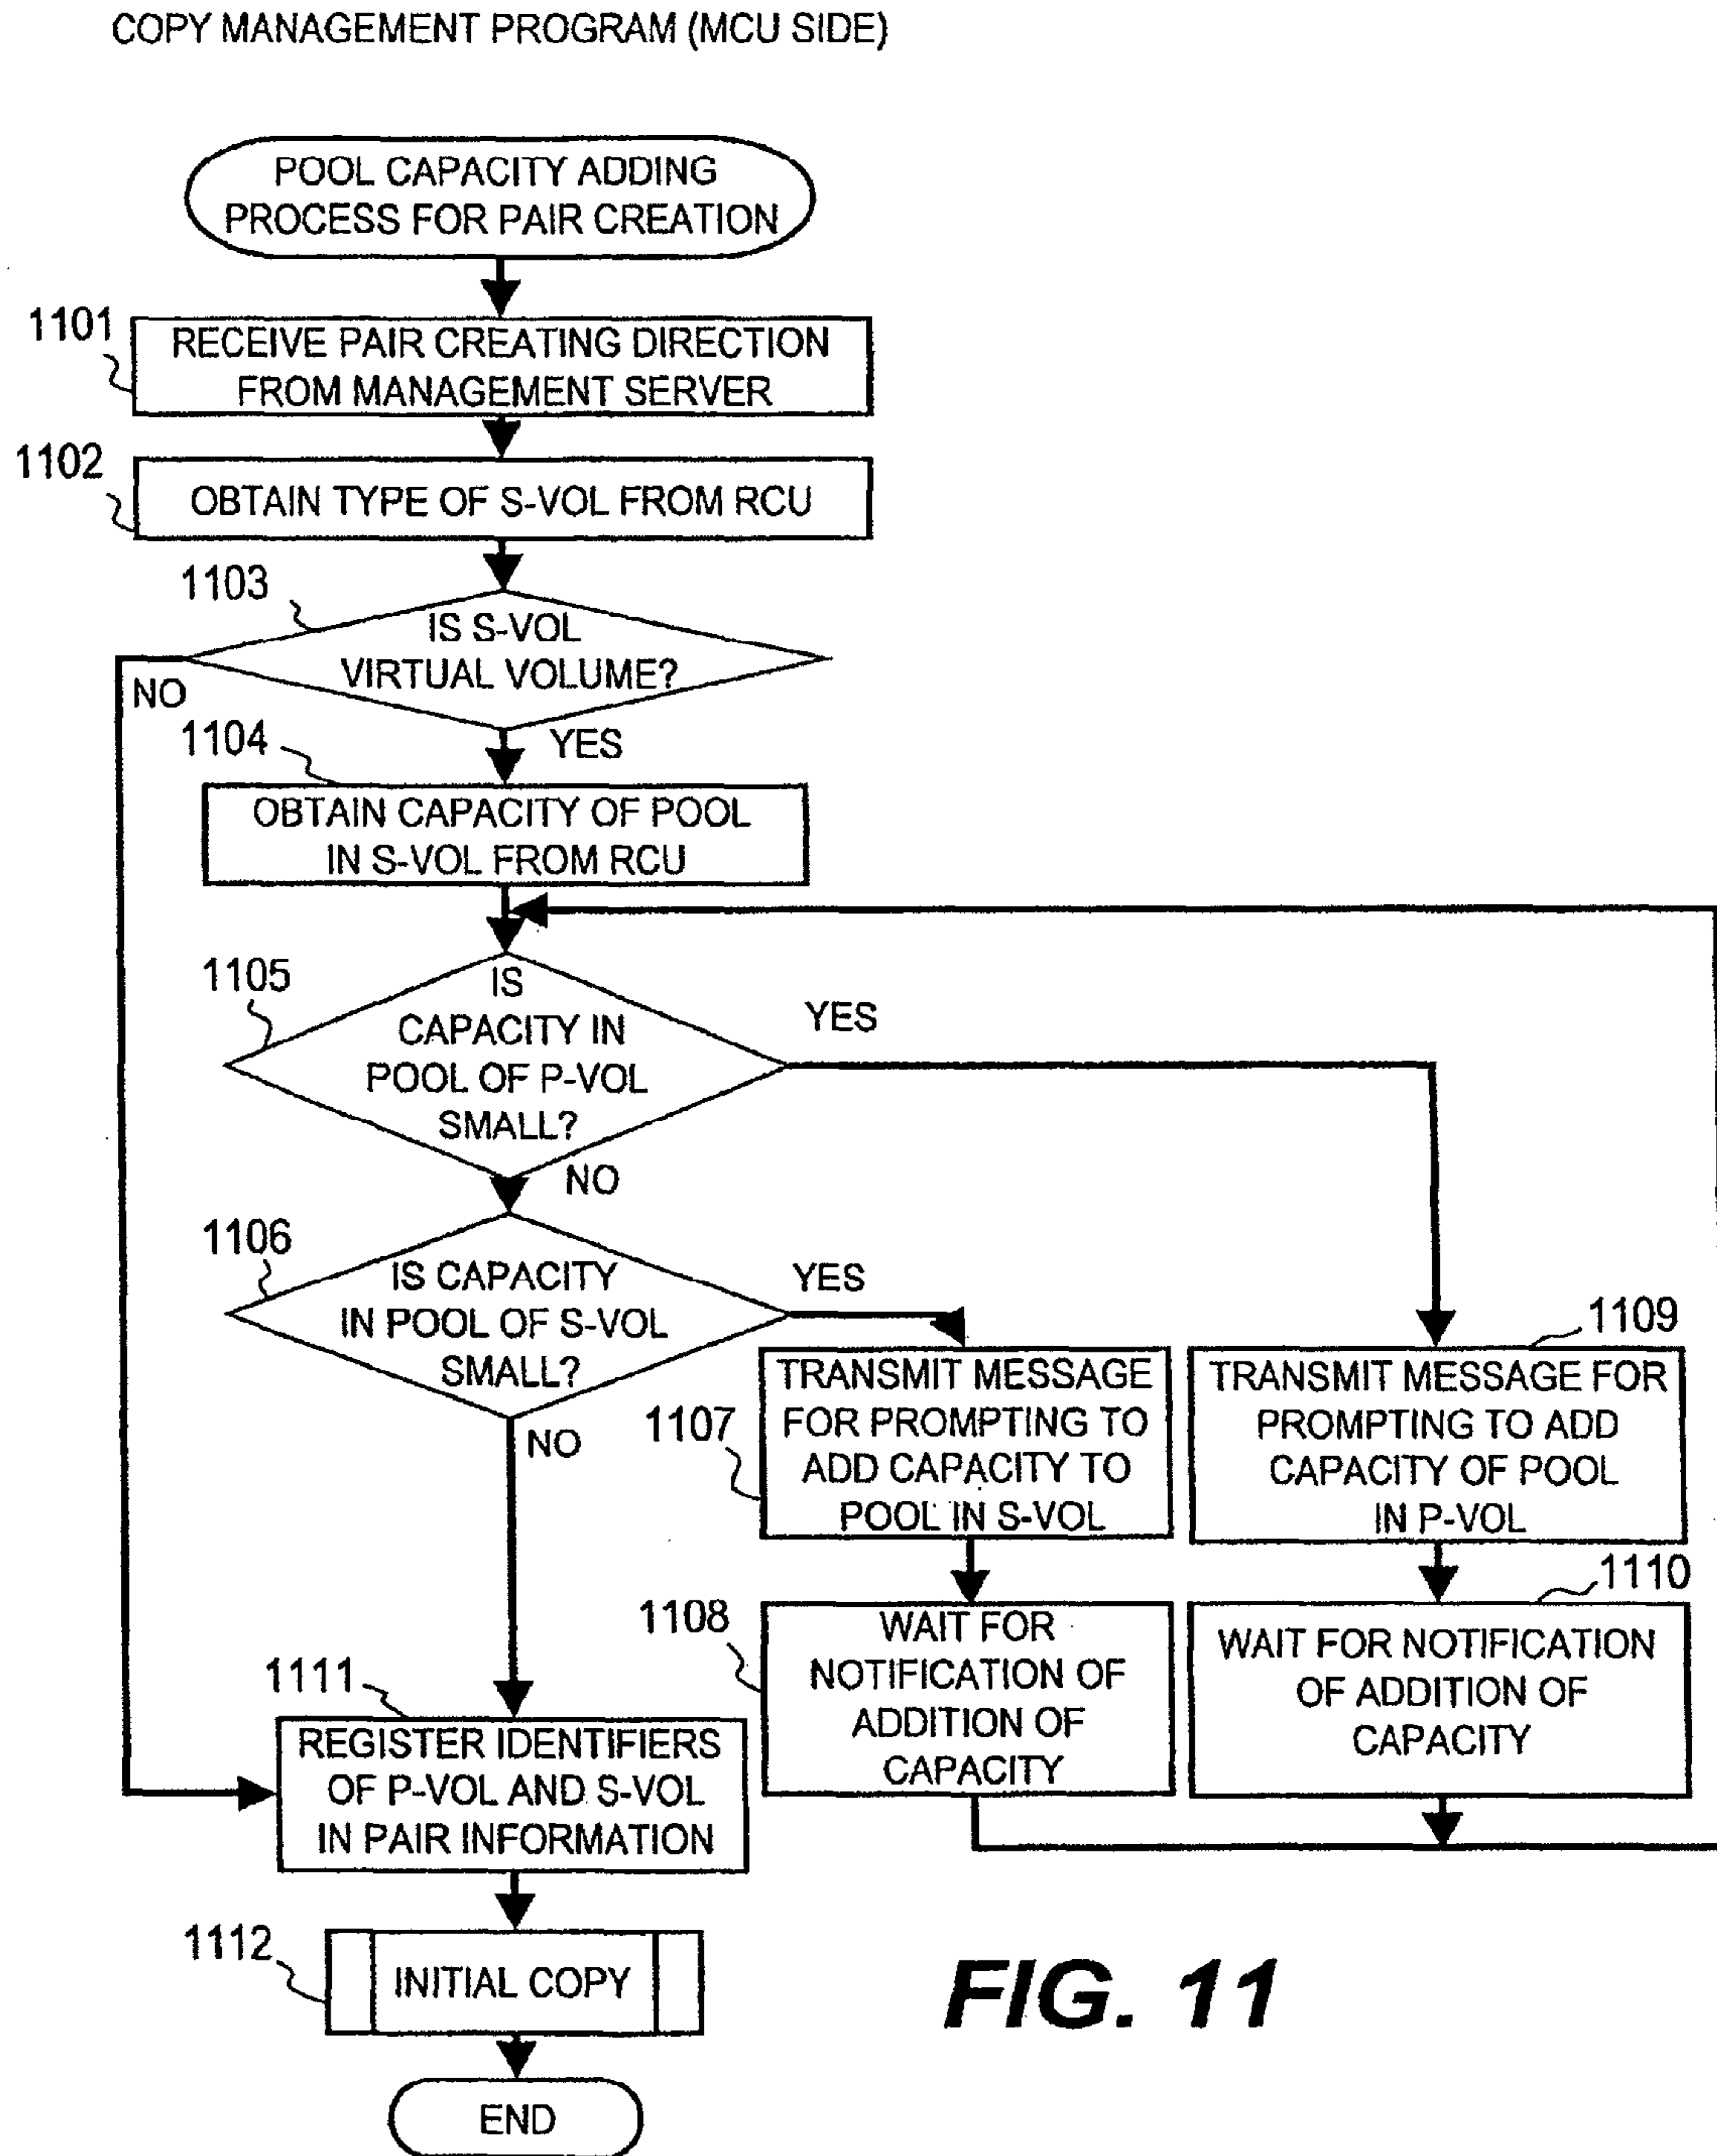 COPY MANAGEMENT PROGRAM (MCU SIDE)
POOL CAPACITY ADDING
PROCESS FOR PAIR CREATION
1101
RECEIVE PAIR CREATING DIRECTION
FROM MANAGEMENT SERVER
1102
OBTAIN TYPE OF S-VOL FROM RCU
1103
IS S-VOL
VIRTUAL VOLUME?
NO
YES
1104
OBTAIN CAPACITY OF POOL
IN S-VOL FROM RCU
1105
IS
CAPACITY IN
POOL OF P-VOL
SMALL?
YES
NO
1106
IS CAPACITY
IN POOL OF S-VOL
SMALL?
YES
NO
1107
TRANSMIT MESSAGE
FOR PROMPTING TO
ADD CAPACITY TO
POOL IN S-VOL
1109
TRANSMIT MESSAGE FOR
PROMPTING TO ADD
CAPACITY OF POOL
IN P-VOL
1108
WAIT FOR
NOTIFICATION OF
ADDITION OF
CAPACITY
1110
WAIT FOR NOTIFICATION
OF ADDITION OF
CAPACITY
1111
REGISTER IDENTIFIERS
OF P-VOL AND S-VOL
IN PAIR INFORMATION
1112
INITIAL COPY
END
FIG. 11